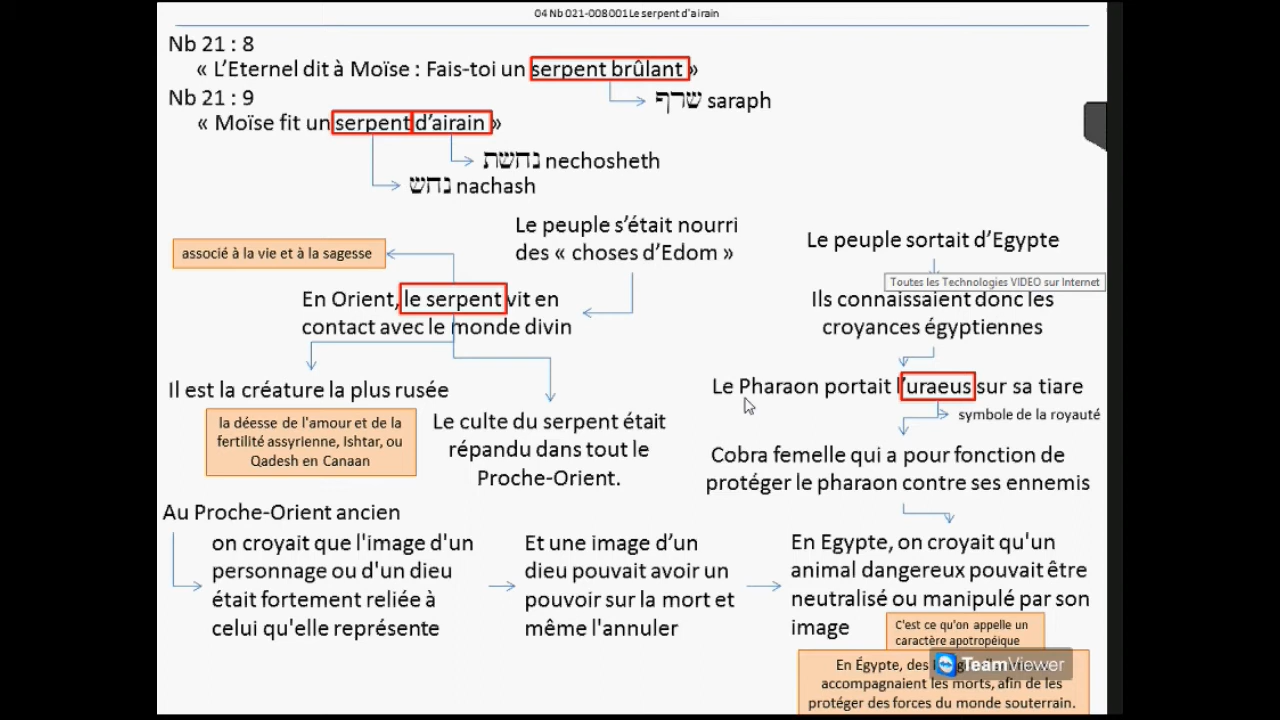 04 Nb 021-008001Le serpent d'airain
Nb 21 : 8
« L'Eternel dit à Moïse : Fais-toi un serpent brûlant »
שרף saraph
Nb 21 : 9
« Moïse fit un serpent d'airain »
נחשת nechosheth
נחש nachash
Le peuple s'était nourri
des « choses d'Edom »
associé à la vie et à la sagesse
En Orient, le serpent vit en
contact avec le monde divin
Il est la créature la plus rusée
la déesse de l'amour et de la
fertilité assyrienne, Ishtar, ou
Qadesh en Canaan
Le culte du serpent était
répandu dans tout le
Proche-Orient.
Le peuple sortait d'Egypte
Toutes les Technologies VIDEO sur Internet
Ils connaissaient donc les
croyances égyptiennes
Le Pharaon portait l'uraeus sur sa tiare
symbole de la royauté
Cobra femelle qui a pour fonction de
protéger le pharaon contre ses ennemis
Au Proche-Orient ancien
on croyait que l'image d'un
personnage ou d'un dieu
était fortement reliée à
celui qu'elle représente
Et une image d'un
dieu pouvait avoir un
pouvoir sur la mort et
même l'annuler
En Egypte, on croyait qu'un
animal dangereux pouvait être
neutralisé ou manipulé par son
image
C'est ce qu'on appelle un
caractère apotropéique
En Égypte, des
accompagnaient les morts, afin de les
protéger des forces du monde souterrain.
TeamViewer